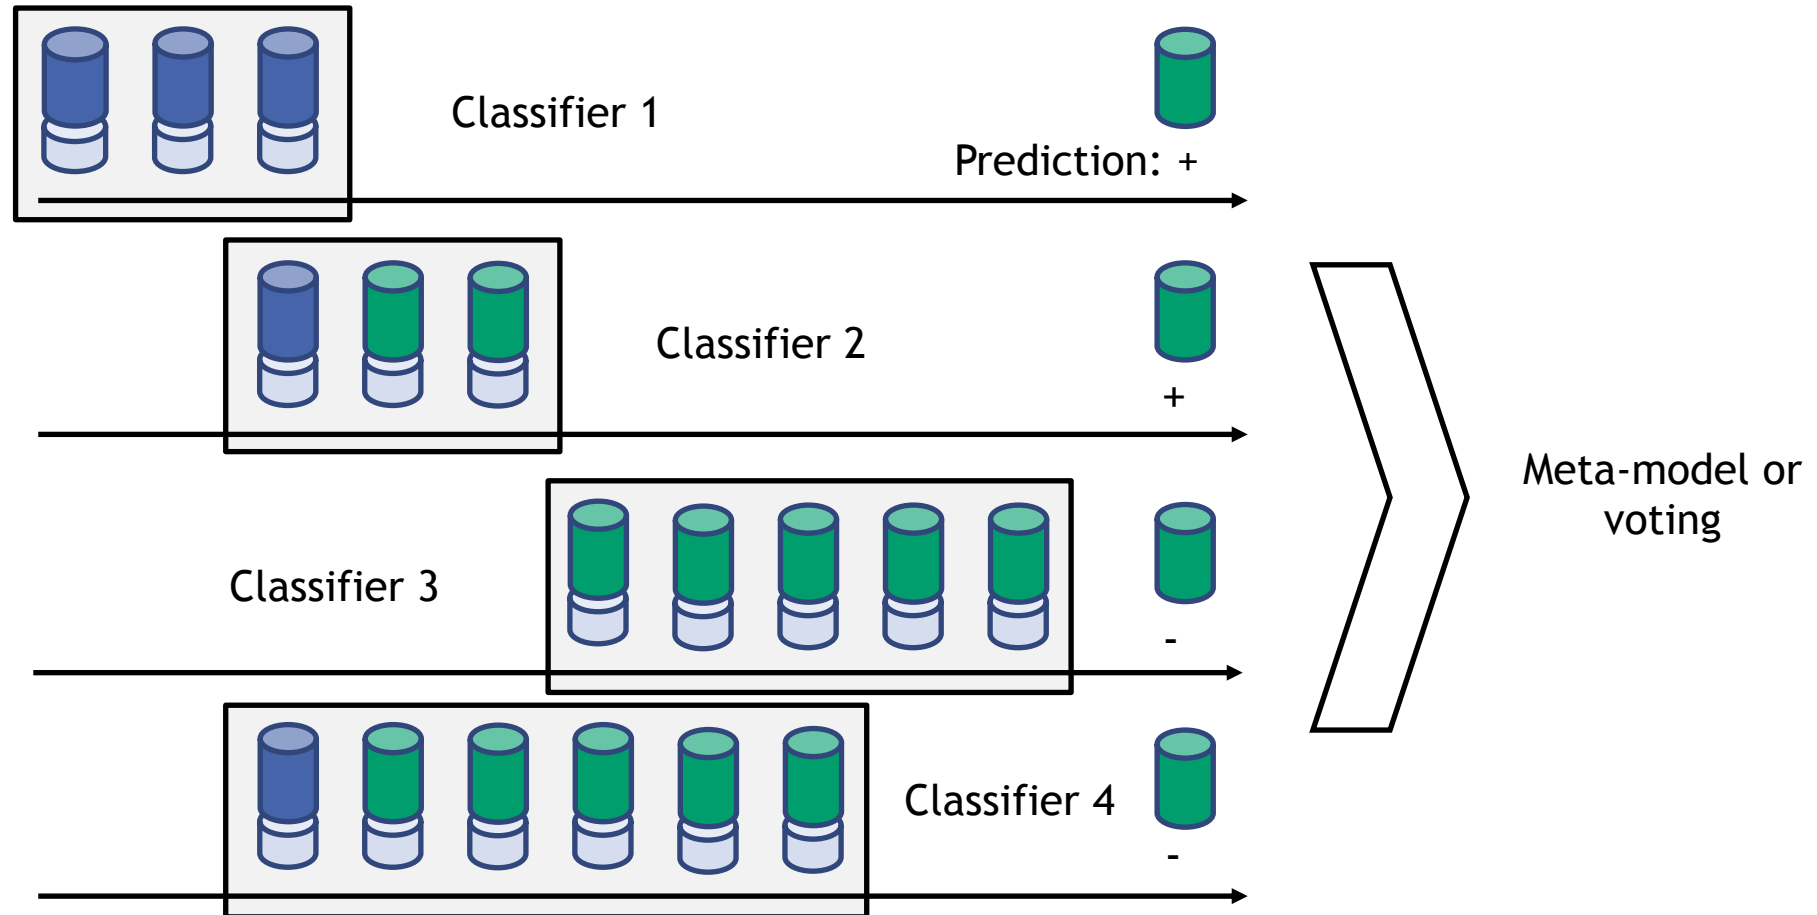 Classifier 1
Prediction: +
Classifier 2
+
Classifier 3
-
Classifier 4
-
Meta-model or
voting